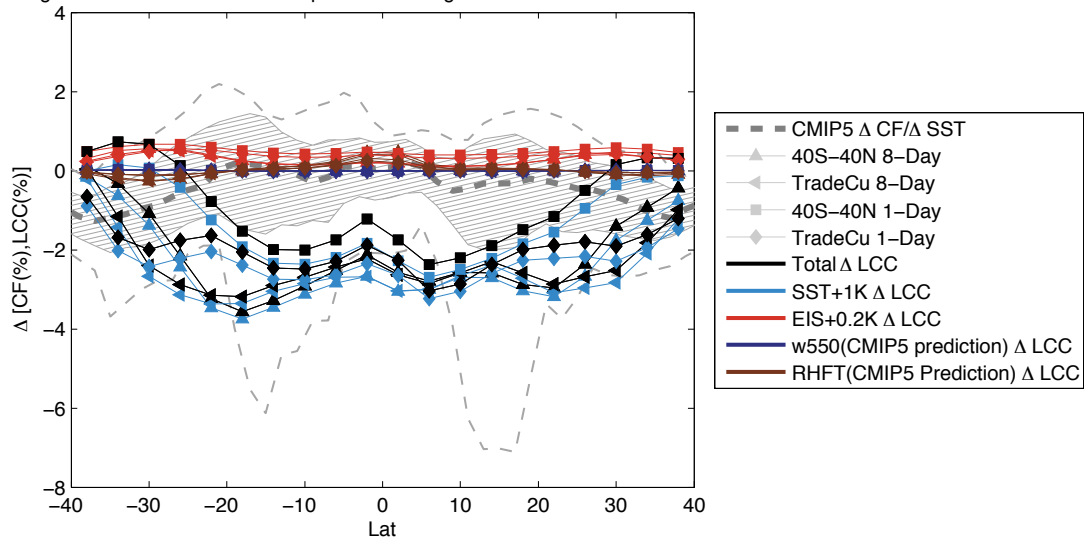 4
2
0
−2
−4
−6
−8
Δ [CF(%),LCC(%)]
−40 −30 −20 −10 0 10 20 30 40
Lat
CMIP5 Δ CF/Δ SST
40S−40N 8−Day
TradeCu 8−Day
40S−40N 1−Day
TradeCu 1−Day
Total Δ LCC
SST+1K Δ LCC
EIS+0.2K Δ LCC
w550(CMIP5 prediction) Δ LCC
RHFT(CMIP5 Prediction) Δ LCC